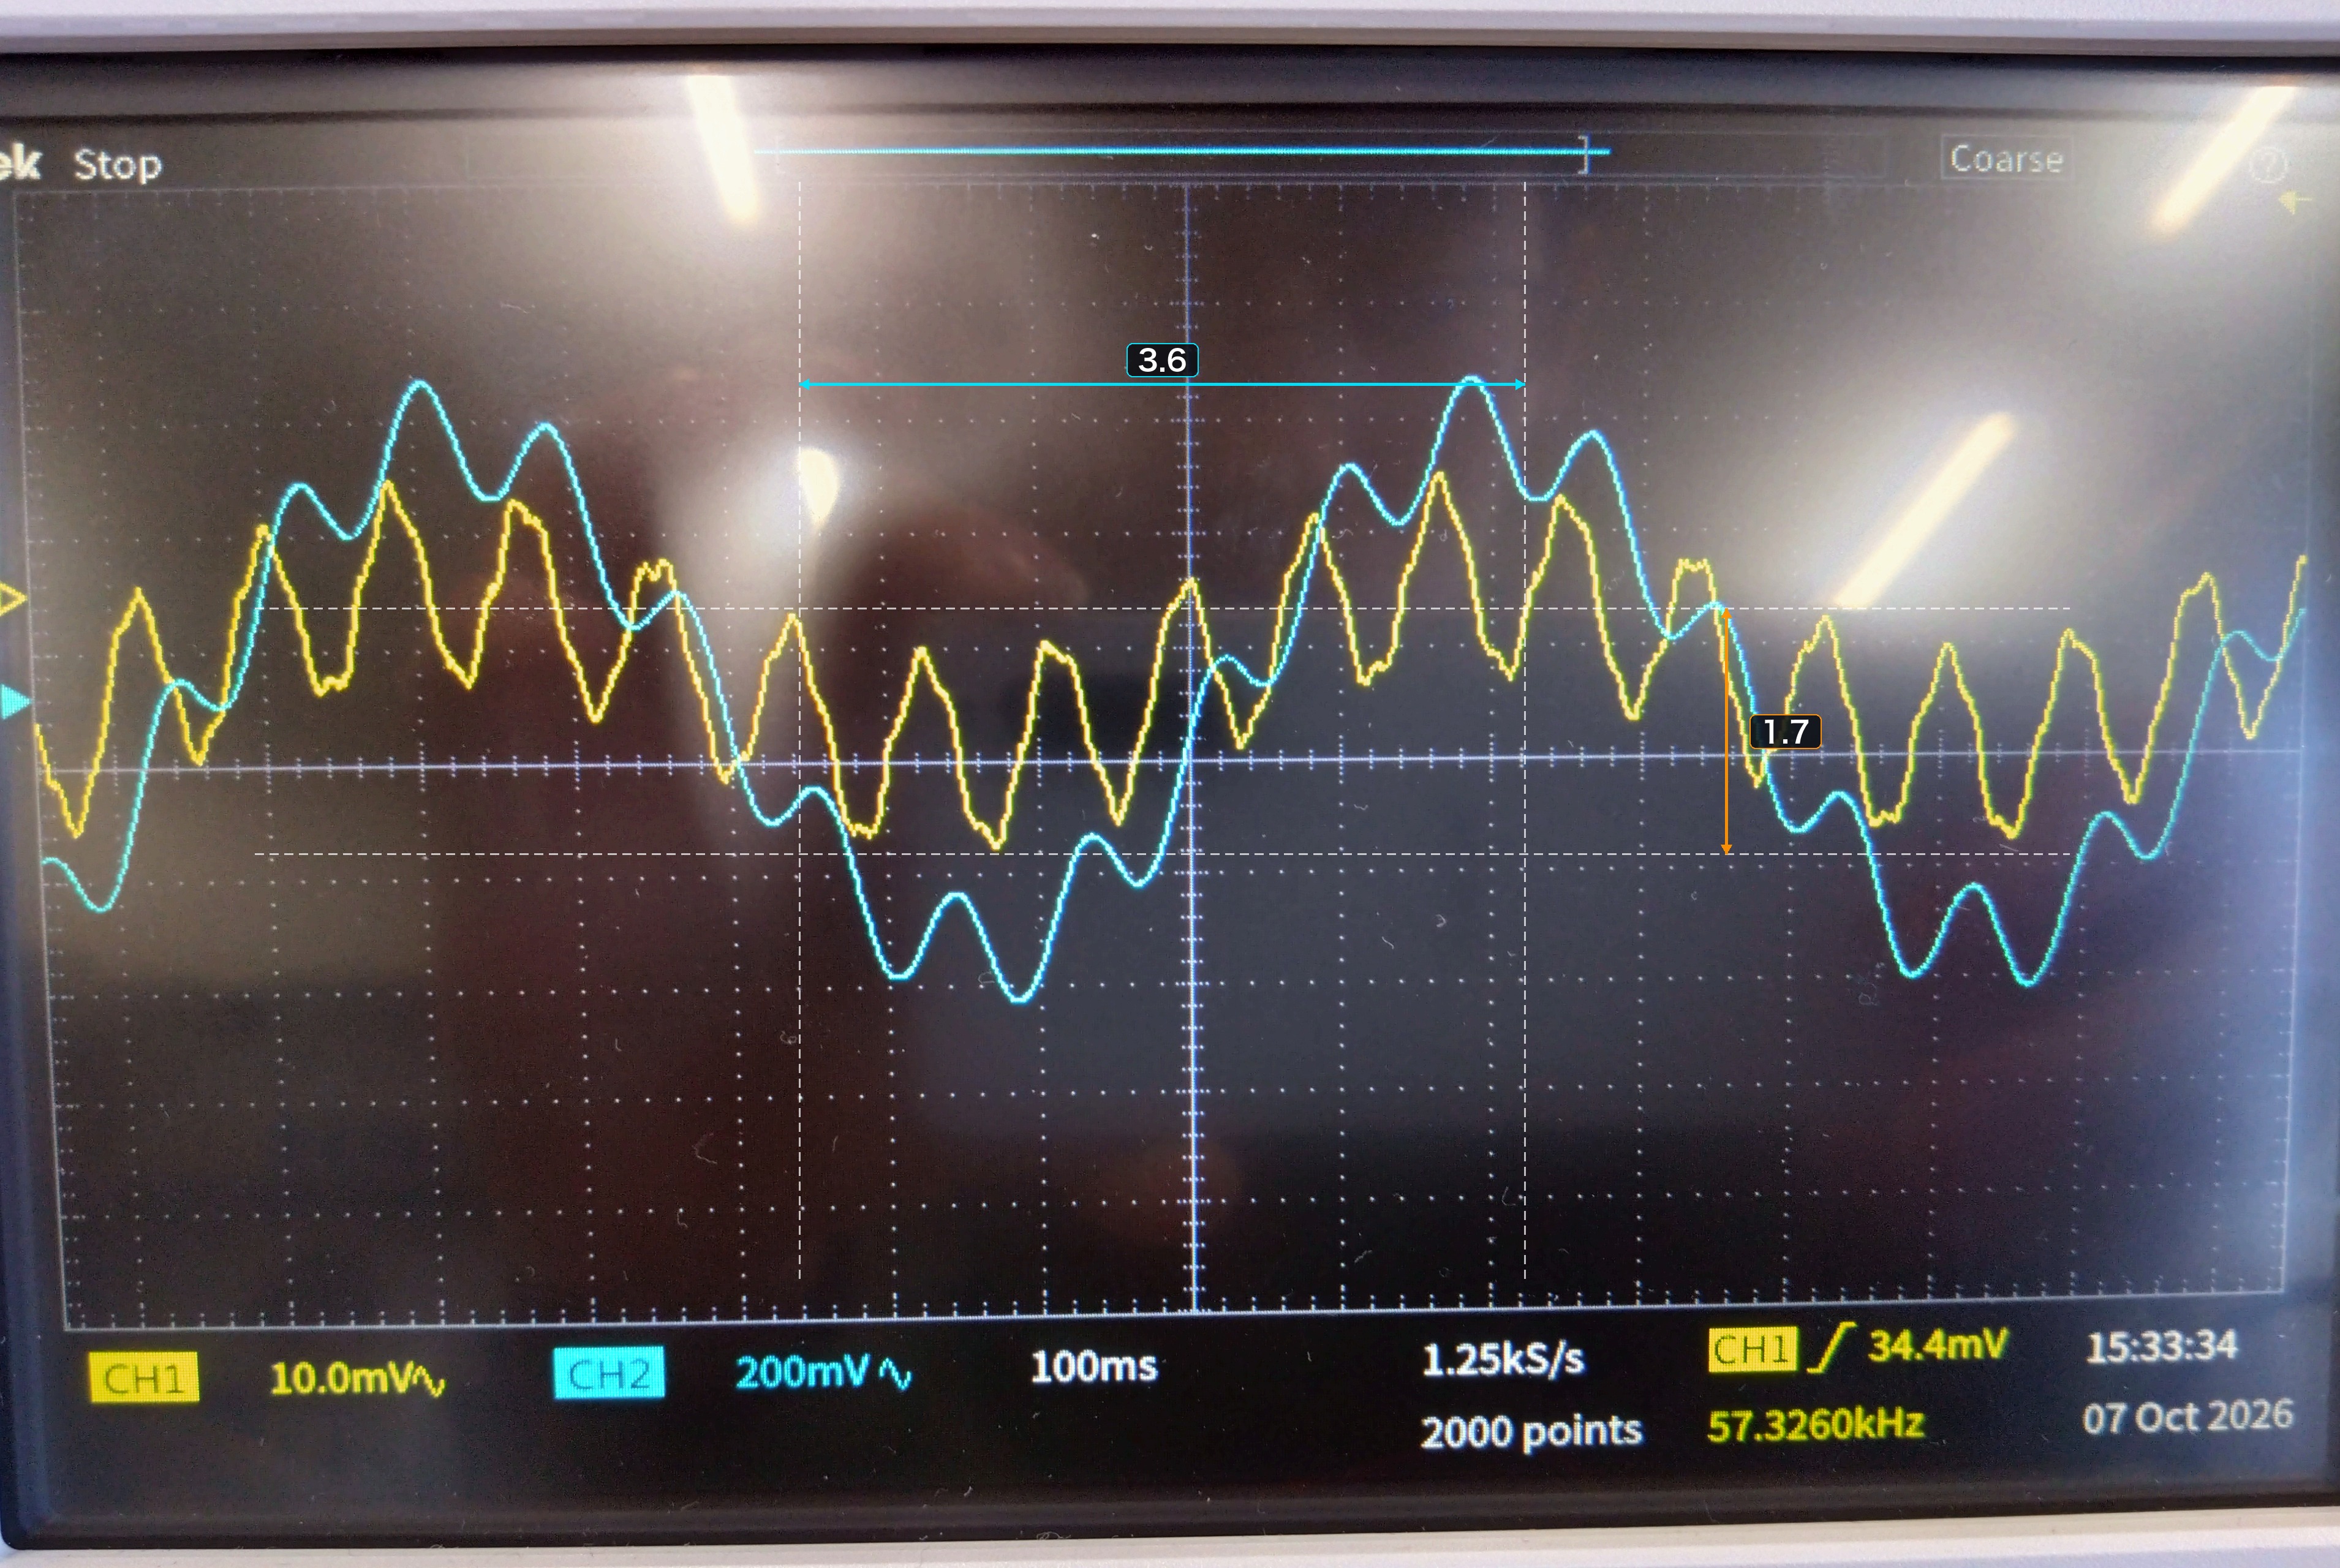 ek Stop
Coarse
?
3.6
1.7
CH1 10.0mV CH2 200mV 100ms 1.25kS/s CH1 34.4mV 15:33:34
2000 points 57.3260kHz 07 Oct 2026